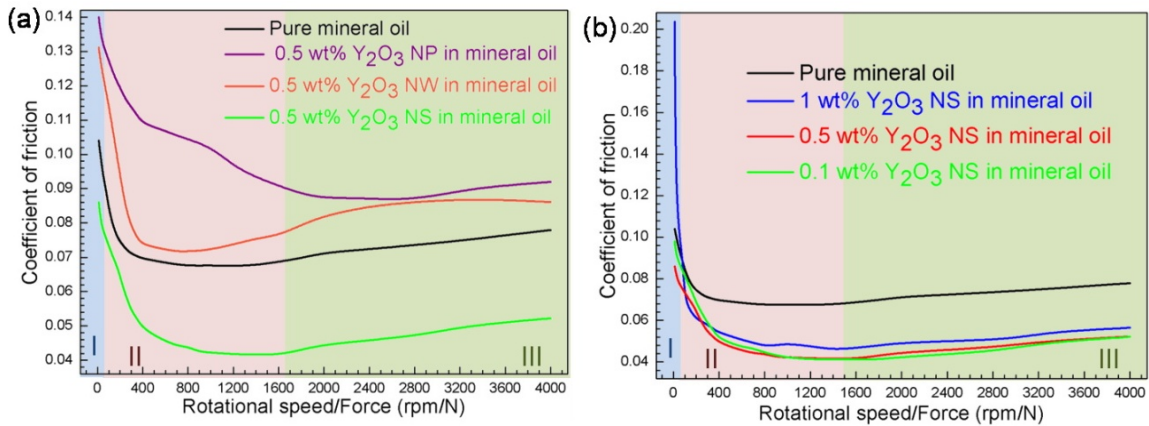 (a)
Pure mineral oil
0.5 wt% Y2O3 NP in mineral oil
0.5 wt% Y2O3 NW in mineral oil
0.5 wt% Y2O3 NS in mineral oil
Coefficient of friction
0.14
0.13
0.12
0.11
0.10
0.09
0.08
0.07
0.06
0.05
0.04
I
II
III
0 400 800 1200 1600 2000 2400 2800 3200 3600 4000
Rotational speed/Force (rpm/N)
(b)
Pure mineral oil
1 wt% Y2O3 NS in mineral oil
0.5 wt% Y2O3 NS in mineral oil
0.1 wt% Y2O3 NS in mineral oil
Coefficient of friction
0.20
0.18
0.16
0.14
0.12
0.10
0.08
0.06
0.04
I
II
III
0 400 800 1200 1600 2000 2400 2800 3200 3600 4000
Rotational speed/Force (rpm/N)